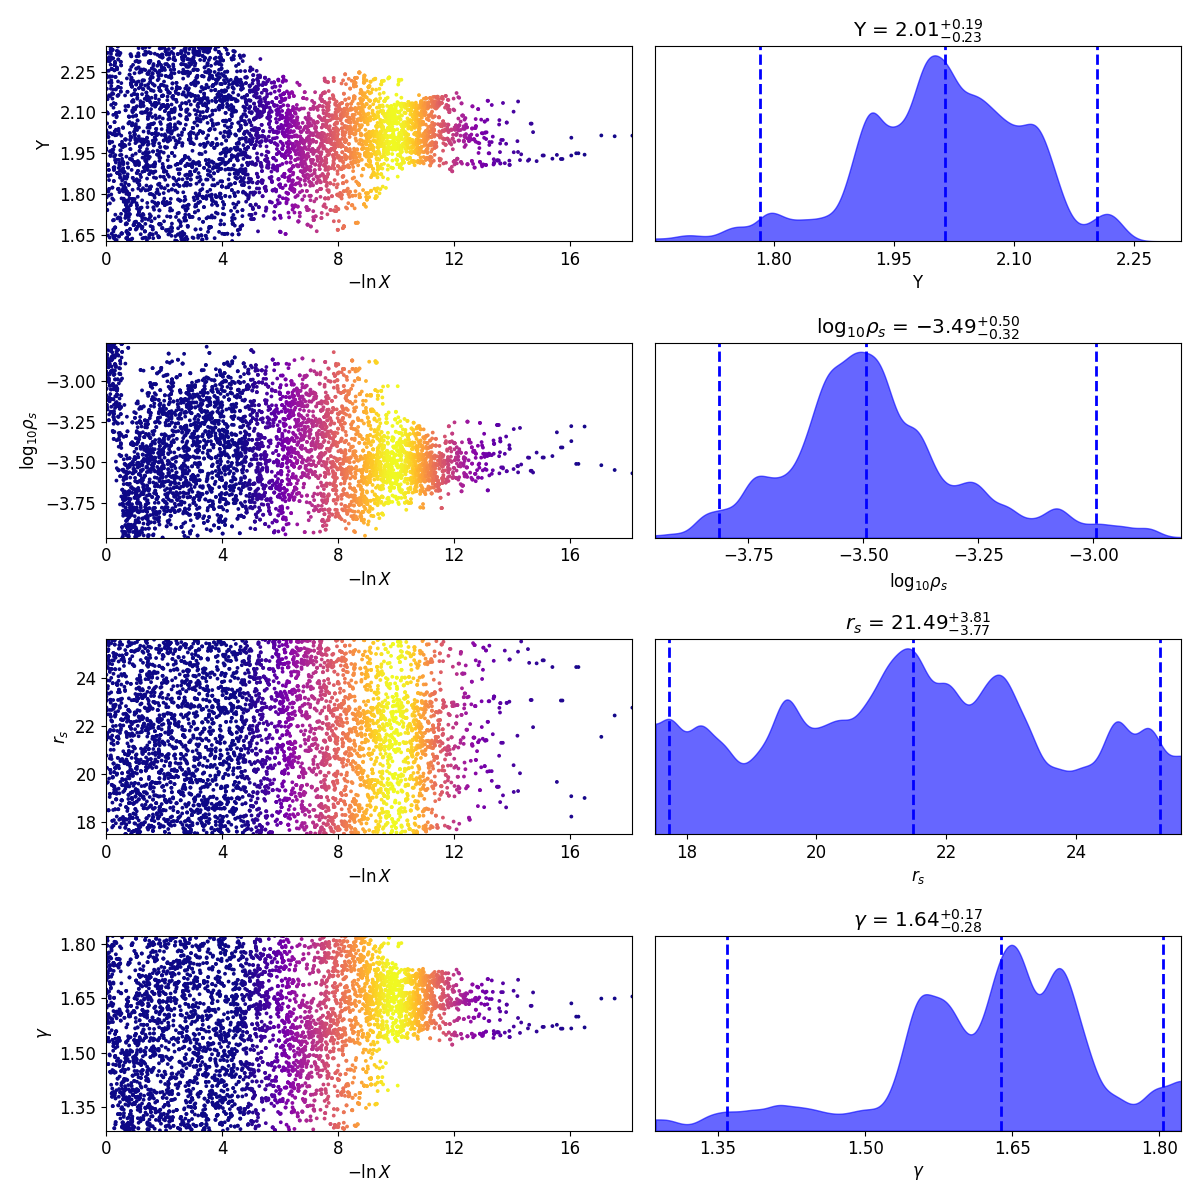 Y = 2.01+0.19 −0.23
2.25
2.10
1.95
1.80
1.65
Y
0 4 8 12 16
−ln X
1.80 1.95 2.10 2.25
Y
log10ρs = −3.49+0.50 −0.32
−3.00
−3.25
−3.50
−3.75
log10ρs
0 4 8 12 16
−ln X
−3.75 −3.50 −3.25 −3.00
log10ρs
rs = 21.49+3.81 −3.77
24
22
20
18
rs
0 4 8 12 16
−ln X
18 20 22 24
rs
γ = 1.64+0.17 −0.28
1.80
1.65
1.50
1.35
γ
0 4 8 12 16
−ln X
1.35 1.50 1.65 1.80
γ